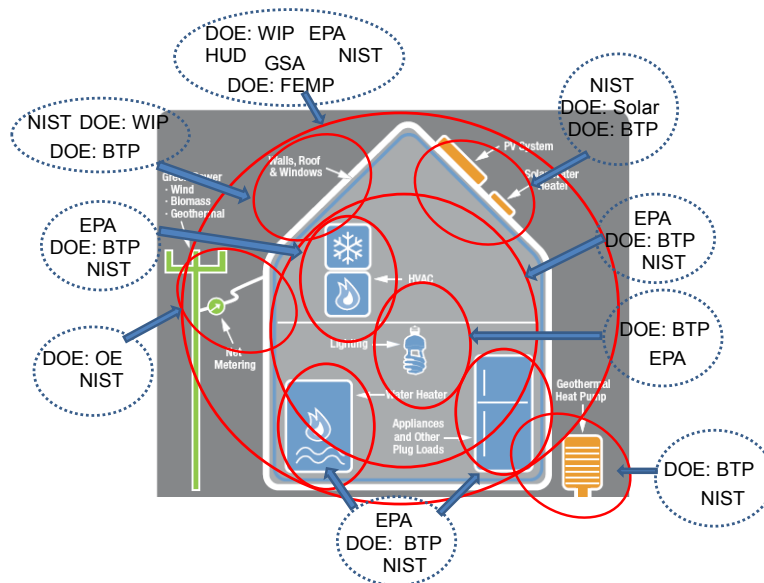 DOE: WIP EPA
HUD NIST
GSA
DOE: FEMP
NIST
DOE: Solar
DOE: BTP
NIST DOE: WIP
DOE: BTP
PV System
Solar Water
Heater
Walls, Roof
& Windows
Green Power
· Wind
· Biomass
· Geothermal
EPA
DOE: BTP
NIST
EPA
DOE: BTP
NIST
HVAC
DOE: BTP
EPA
Lighting
DOE: OE
NIST
Net
Metering
Water Heater
Geothermal
Heat Pump
Appliances
and Other
Plug Loads
DOE: BTP
NIST
EPA
DOE: BTP
NIST